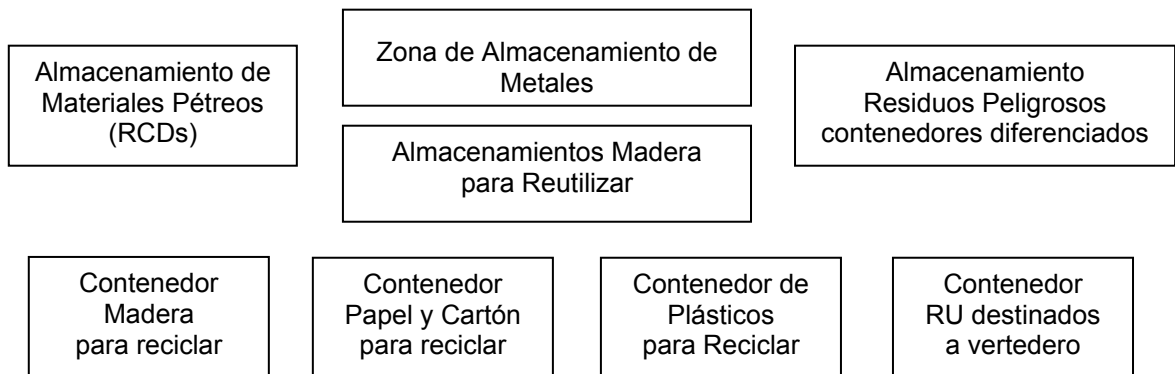 Almacenamiento de
Materiales Pétreos
(RCDs)
Zona de Almacenamiento de
Metales
Almacenamientos Madera
para Reutilizar
Almacenamiento
Residuos Peligrosos
contenedores diferenciados
Contenedor
Madera
para reciclar
Contenedor
Papel y Cartón
para reciclar
Contenedor de
Plásticos
para Reciclar
Contenedor
RU destinados
a vertedero